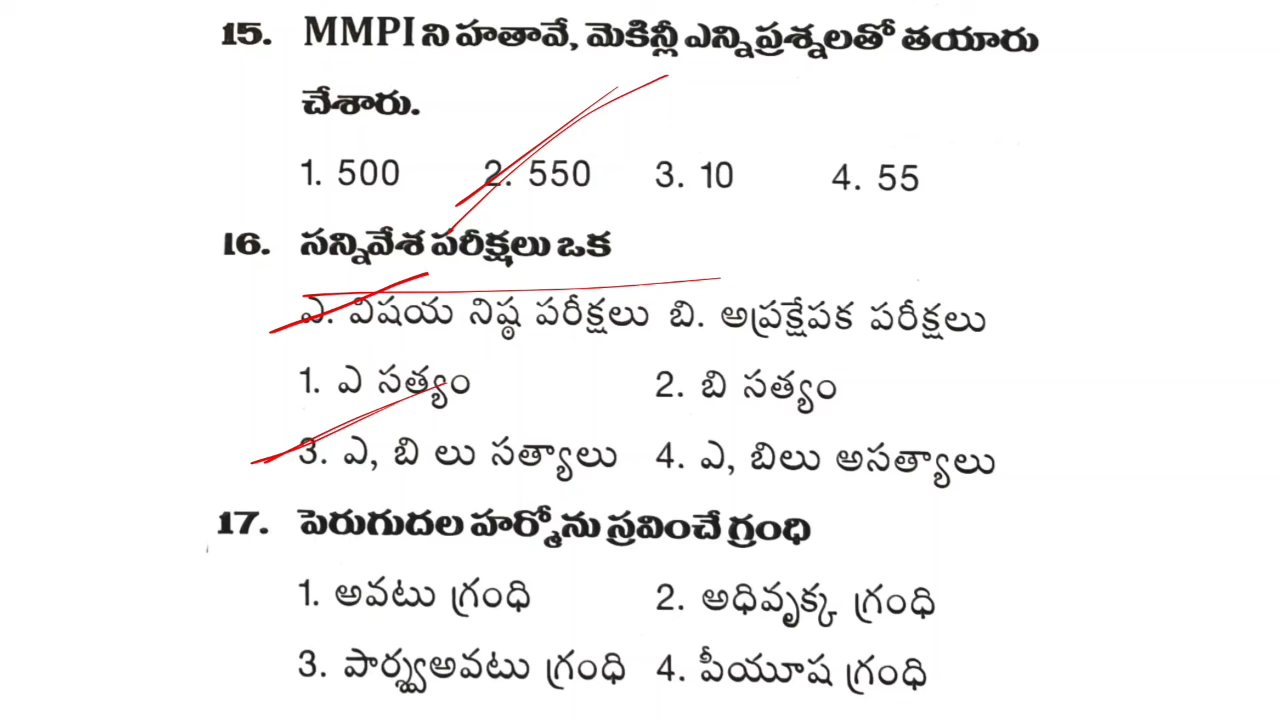 15. MMPI ని హతావే, మెకిన్లీ ఎన్ని ప్రశ్నలతో తయారు
చేశారు.
1. 500 2. 550 3. 10 4. 55
16. సన్నివేశ పరీక్షలు ఒక
ఎ. విషయ నిష్ఠ పరీక్షలు బి. అప్రక్షేపక పరీక్షలు
1. ఎ సత్యం 2. బి సత్యం
3. ఎ, బి లు సత్యాలు 4. ఎ, బిలు అసత్యాలు
17. పెరుగుదల హర్మోను స్రవించే గ్రంధి
1. అవటు గ్రంధి 2. అధివృక్క గ్రంధి
3. పార్శ్వఅవటు గ్రంధి 4. పీయూష గ్రంధి